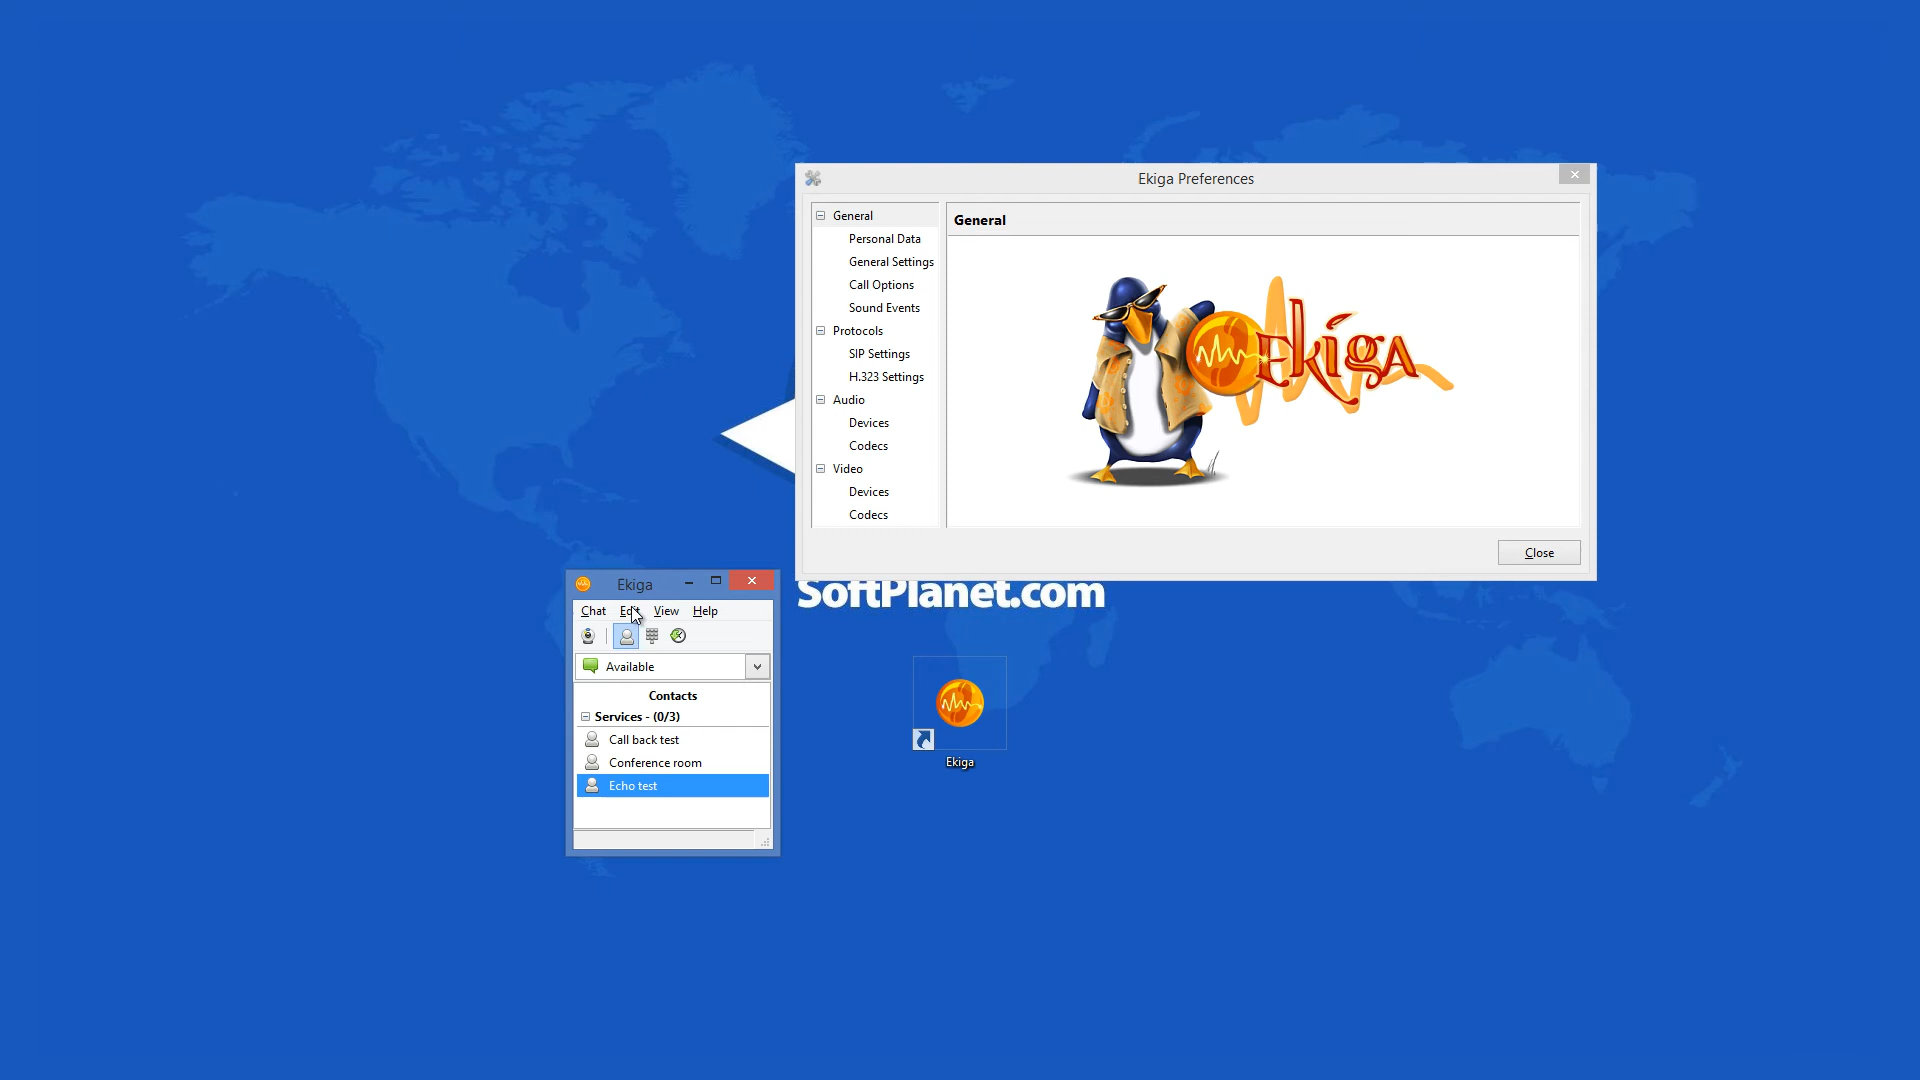 Ekiga Preferences
General
Personal Data
General Settings
Call Options
Sound Events
Protocols
SIP Settings
H.323 Settings
Audio
Devices
Codecs
Video
Devices
Codecs
General
Ekiga
Close
SoftPlanet.com
Ekiga
Chat Edit View Help
Available
Contacts
Services - (0/3)
Call back test
Conference room
Echo test
Ekiga